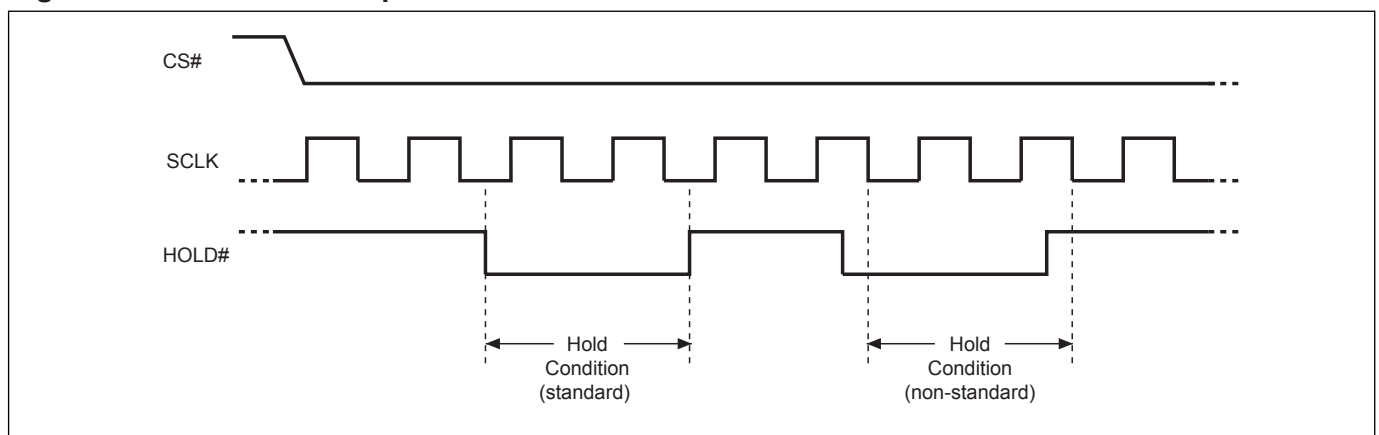 CS#
SCLK
HOLD#
Hold
Condition
(standard)
Hold
Condition
(non-standard)